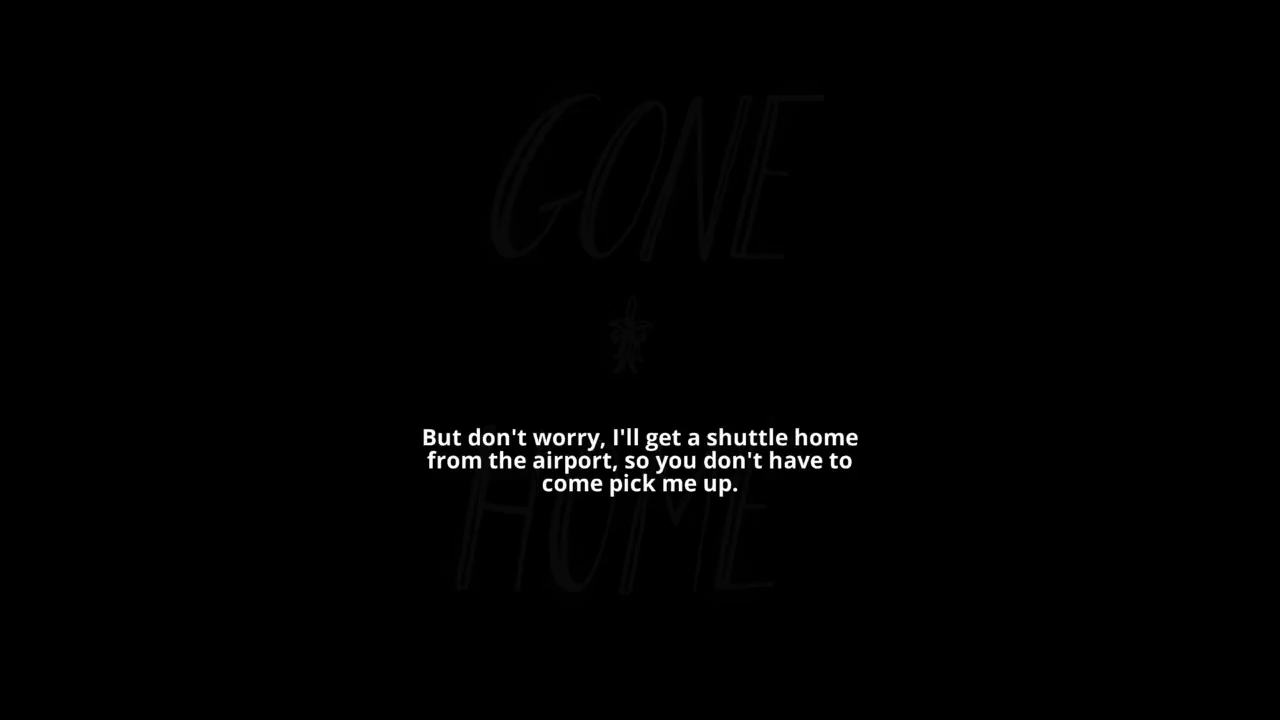 GONE
But don't worry, I'll get a shuttle home
from the airport, so you don't have to
come pick me up.
HOME